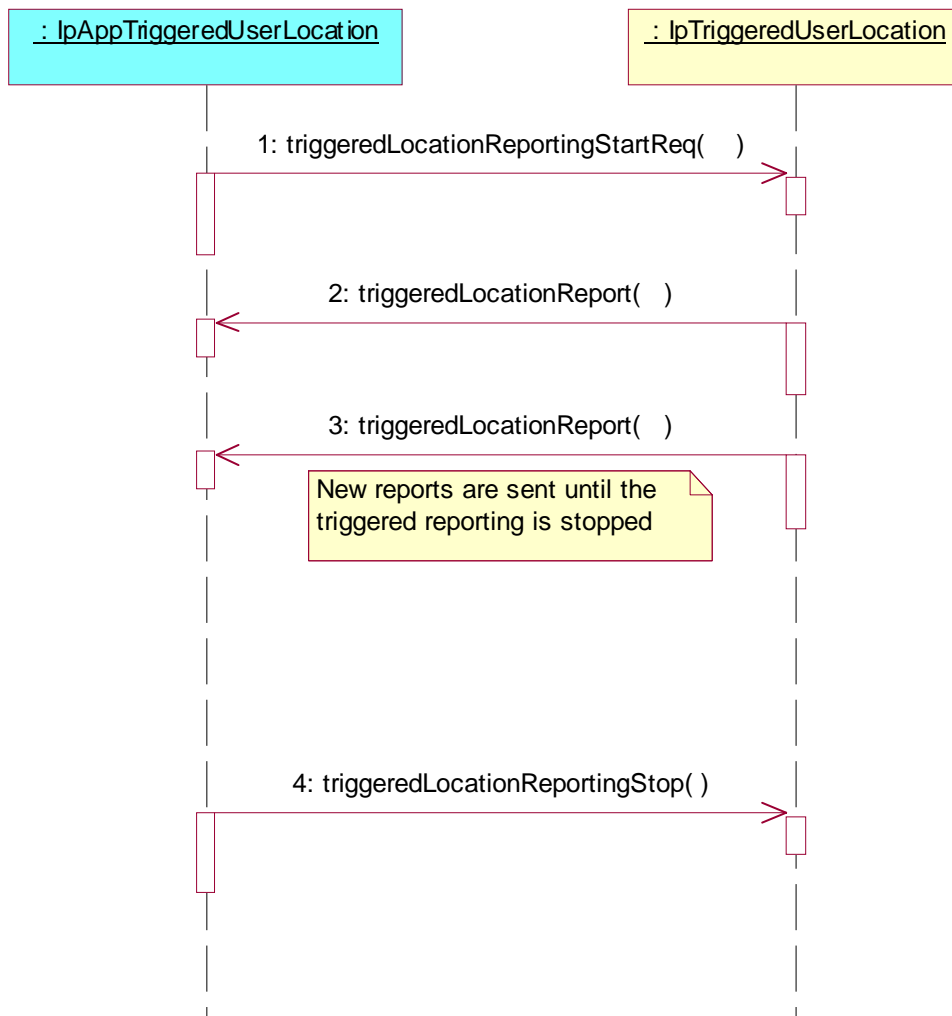 : IpAppTriggeredUserLocation
: IpTriggeredUserLocation
1: triggeredLocationReportingStartReq( )
2: triggeredLocationReport( )
3: triggeredLocationReport( )
New reports are sent until the
triggered reporting is stopped
4: triggeredLocationReportingStop( )